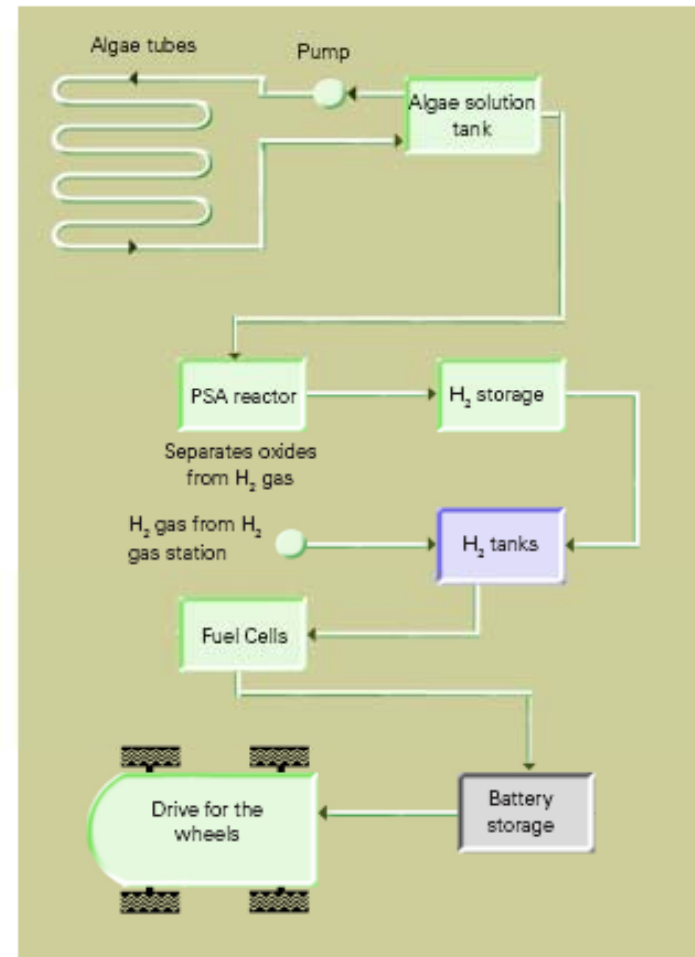 Algae tubes
Pump
Algae solution
tank
PSA reactor
H₂ storage
Separates oxides
from H₂ gas
H₂ gas from H₂
gas station
H₂ tanks
Fuel Cells
Drive for the
wheels
Battery
storage